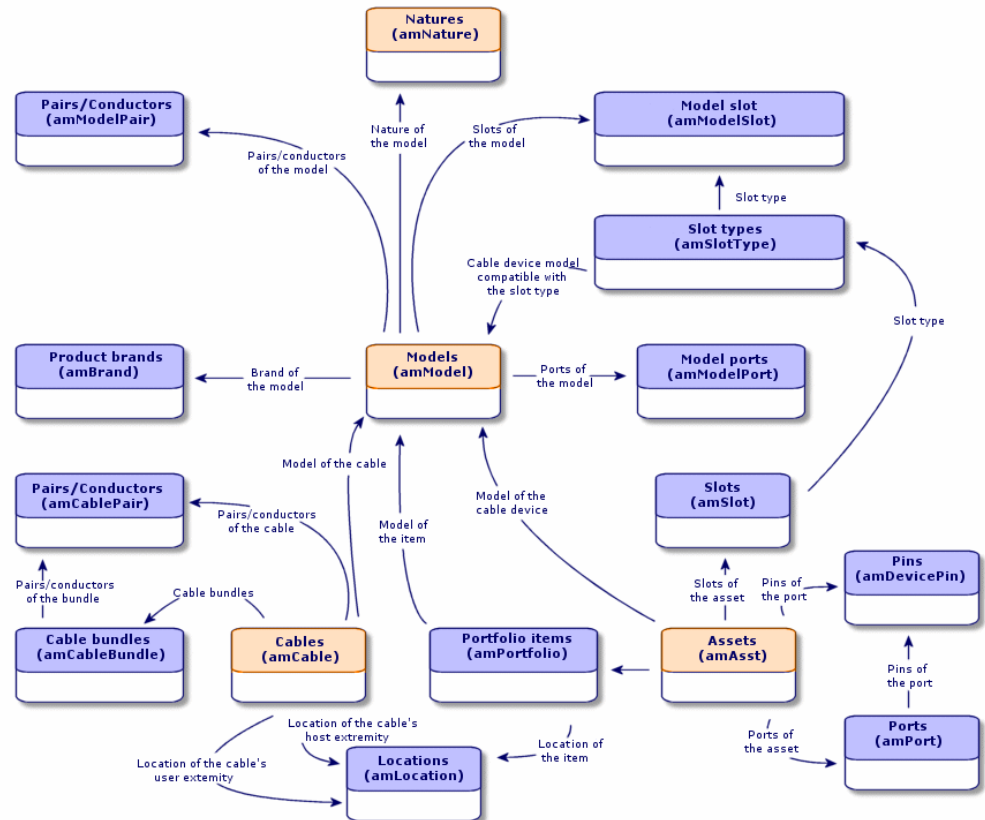 Natures
(amNature)
Pairs/Conductors
(amModelPair)
Model slot
(amModelSlot)
Nature of
the model
Slots of
the model
Pairs/conductors
of the model
Slot type
Slot types
(amSlotType)
Cable device model
compatible with
the slot type
Slot type
Product brands
(amBrand)
Brand of
the model
Models
(amModel)
Ports of
the model
Model ports
(amModelPort)
Model of the cable
Pairs/Conductors
(amCablePair)
Pairs/conductors
of the cable
Model of
the item
Model of the
cable device
Slots
(amSlot)
Pairs/conductors
of the bundle
Cable bundles
Slots of
the asset
Pins of
the port
Pins
(amDevicePin)
Cable bundles
(amCableBundle)
Cables
(amCable)
Portfolio items
(amPortfolio)
Assets
(amAsst)
Pins of
the port
Location of the cable's
host extremity
Location of the cable's
user extemity
Locations
(amLocation)
Location of
the item
Ports of
the asset
Ports
(amPort)